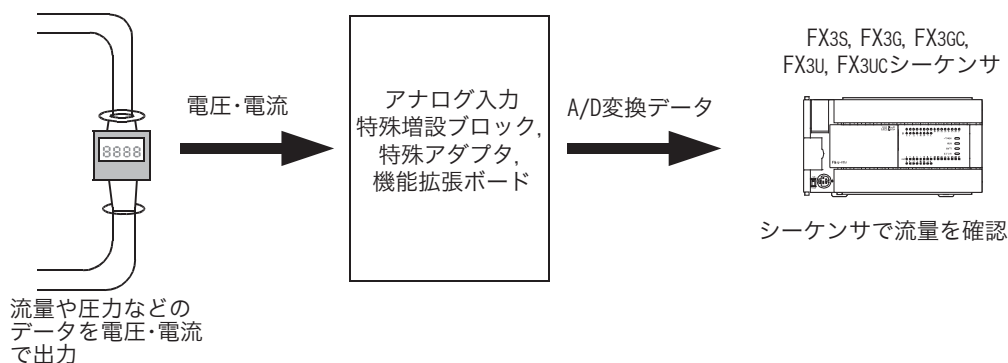 FX3S, FX3G, FX3GC,
FX3U, FX3UCシーケンサ
電圧･電流
アナログ入力
特殊増設ブロック,
特殊アダプタ,
機能拡張ボード
A/D変換データ
8888
シーケンサで流量を確認
流量や圧力などの
データを電圧･電流
で出力